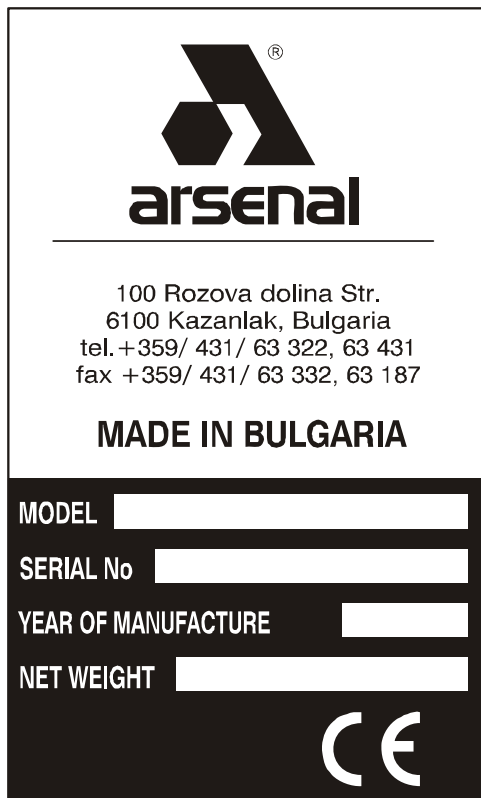 ®
arsenal
100 Rozova dolina Str.
6100 Kazanlak, Bulgaria
tel.+359/ 431/ 63 322, 63 431
fax +359/ 431/ 63 332, 63 187
MADE IN BULGARIA
MODEL
SERIAL No
YEAR OF MANUFACTURE
NET WEIGHT
CE